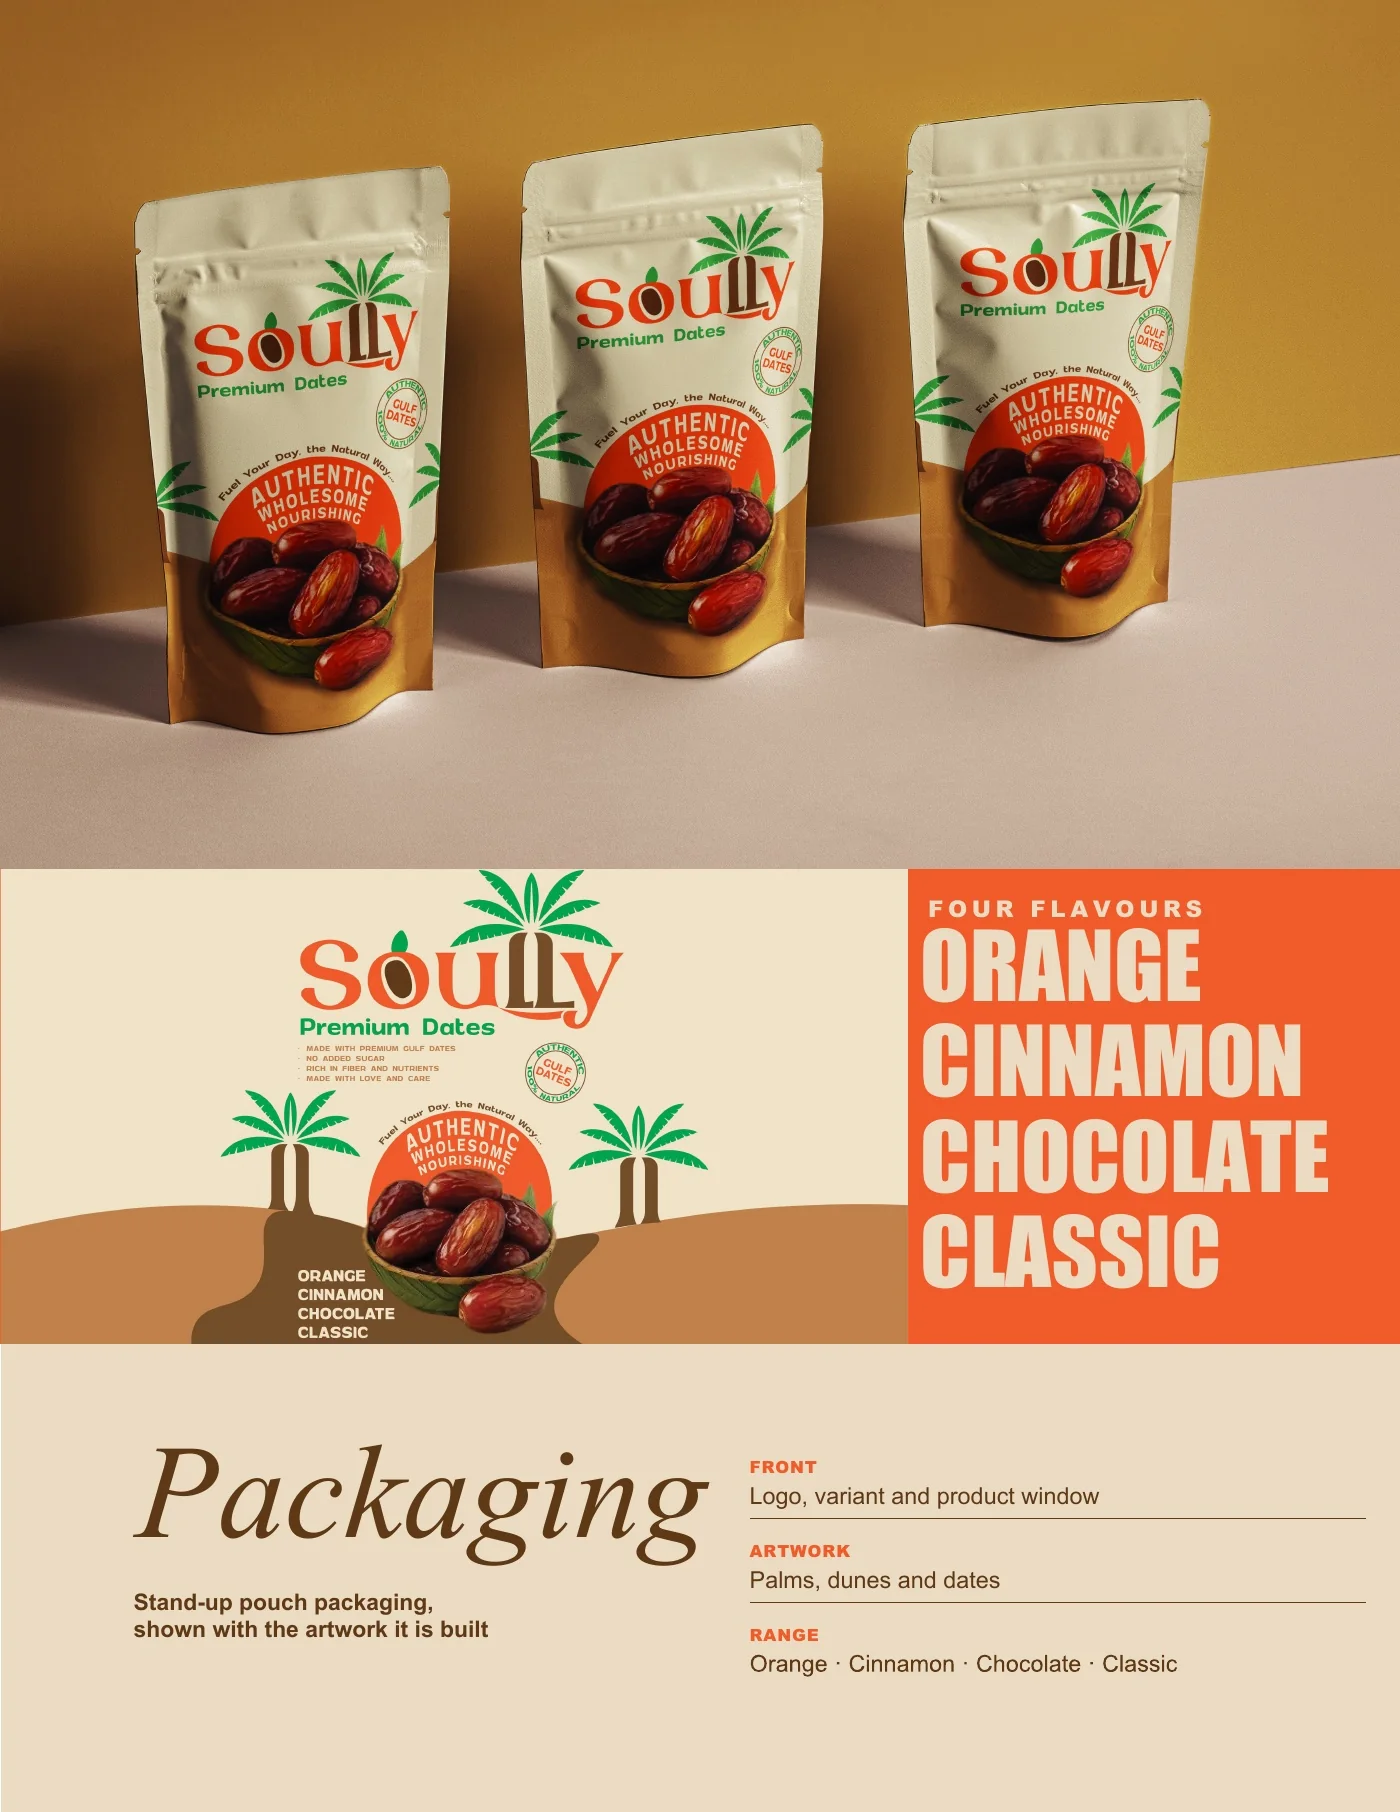 Soully
Premium Dates
AUTHENTIC
GULF
DATES
100% NATURAL
Fuel Your Day, the Natural Way...
AUTHENTIC
WHOLESOME
NOURISHING
Soully
Premium Dates
AUTHENTIC
GULF
DATES
100% NATURAL
Fuel Your Day, the Natural Way...
AUTHENTIC
WHOLESOME
NOURISHING
Soully
Premium Dates
AUTHENTIC
GULF
DATES
100% NATURAL
Fuel Your Day, the Natural Way...
AUTHENTIC
WHOLESOME
NOURISHING
Soully
Premium Dates
· MADE WITH PREMIUM GULF DATES
· NO ADDED SUGAR
· RICH IN FIBER AND NUTRIENTS
· MADE WITH LOVE AND CARE
AUTHENTIC
GULF
DATES
100% NATURAL
Fuel Your Day, the Natural Way...
AUTHENTIC
WHOLESOME
NOURISHING
ORANGE
CINNAMON
CHOCOLATE
CLASSIC
FOUR FLAVOURS
ORANGE
CINNAMON
CHOCOLATE
CLASSIC
Packaging
Stand-up pouch packaging,
shown with the artwork it is built
FRONT
Logo, variant and product window
ARTWORK
Palms, dunes and dates
RANGE
Orange · Cinnamon · Chocolate · Classic